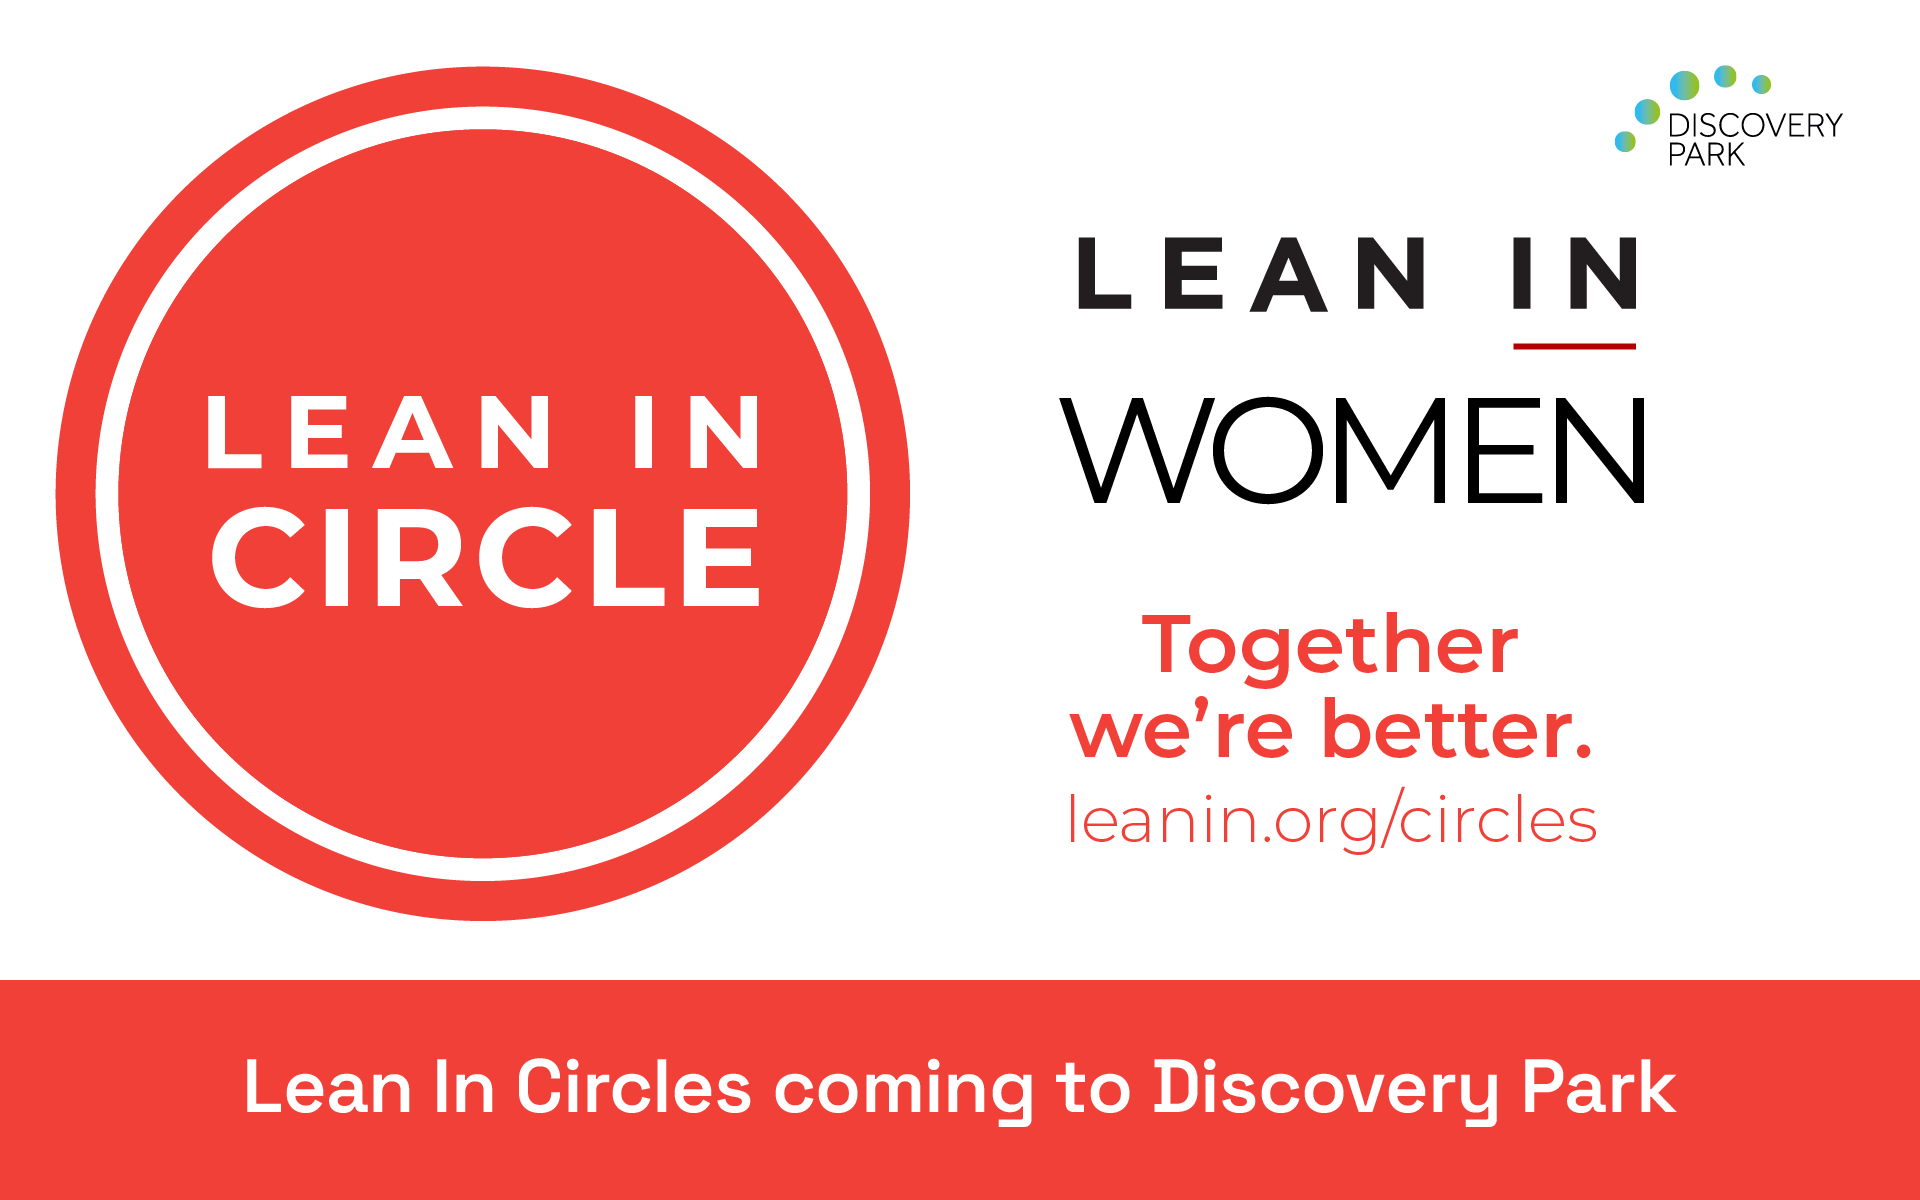 LEAN IN
CIRCLE
DISCOVERY
PARK
LEAN IN
WOMEN
Together
we’re better.
leanin.org/circles
Lean In Circles coming to Discovery Park